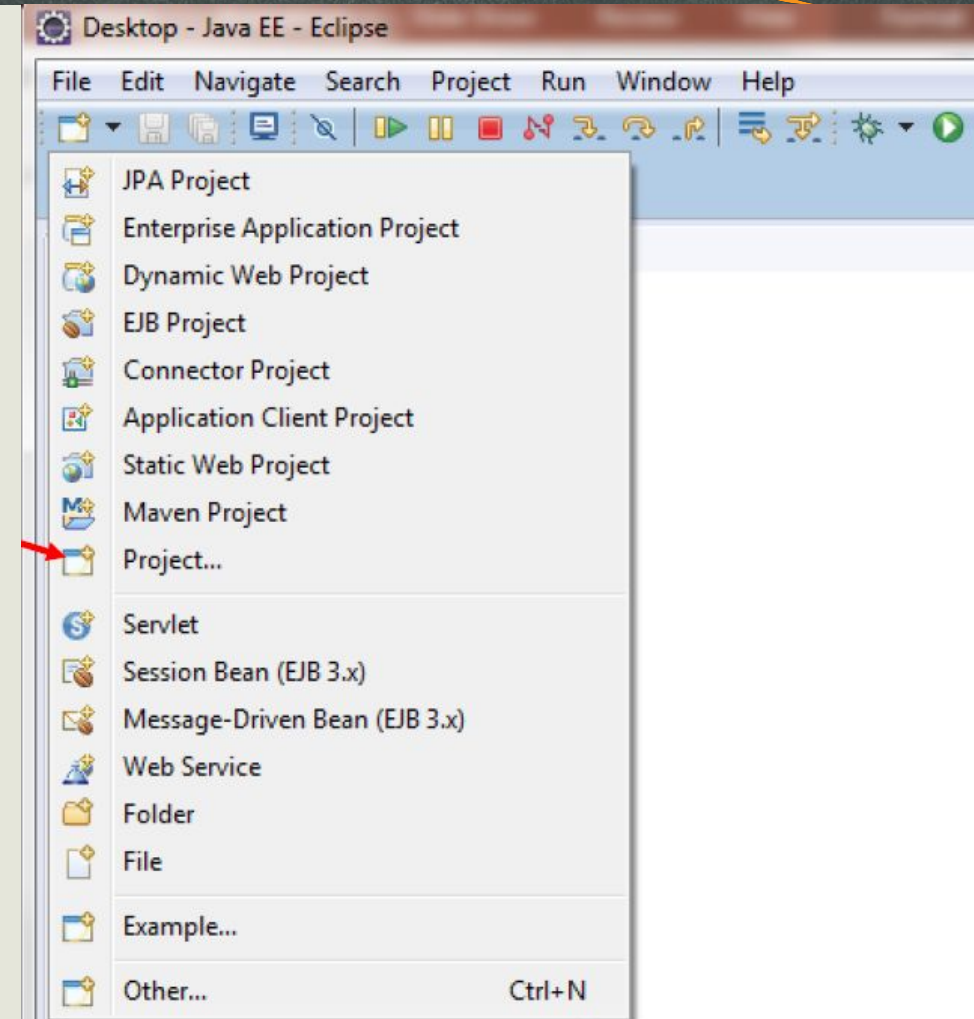 Desktop - Java EE - Eclipse
File Edit Navigate Search Project Run Window Help
JPA Project
Enterprise Application Project
Dynamic Web Project
EJB Project
Connector Project
Application Client Project
Static Web Project
Maven Project
Project...
Servlet
Session Bean (EJB 3.x)
Message-Driven Bean (EJB 3.x)
Web Service
Folder
File
Example...
Other... Ctrl+N